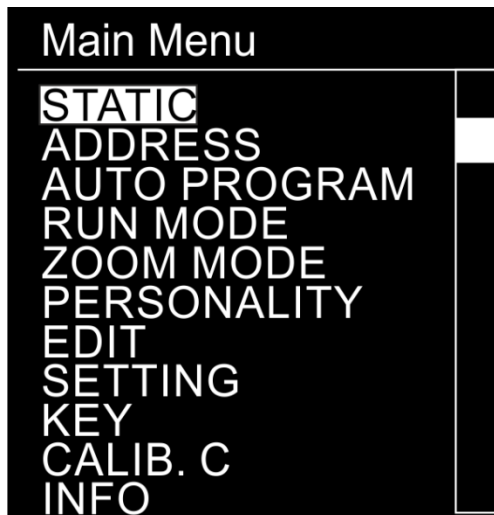 Main Menu
STATIC
ADDRESS
AUTO PROGRAM
RUN MODE
ZOOM MODE
PERSONALITY
EDIT
SETTING
KEY
CALIB. C
INFO